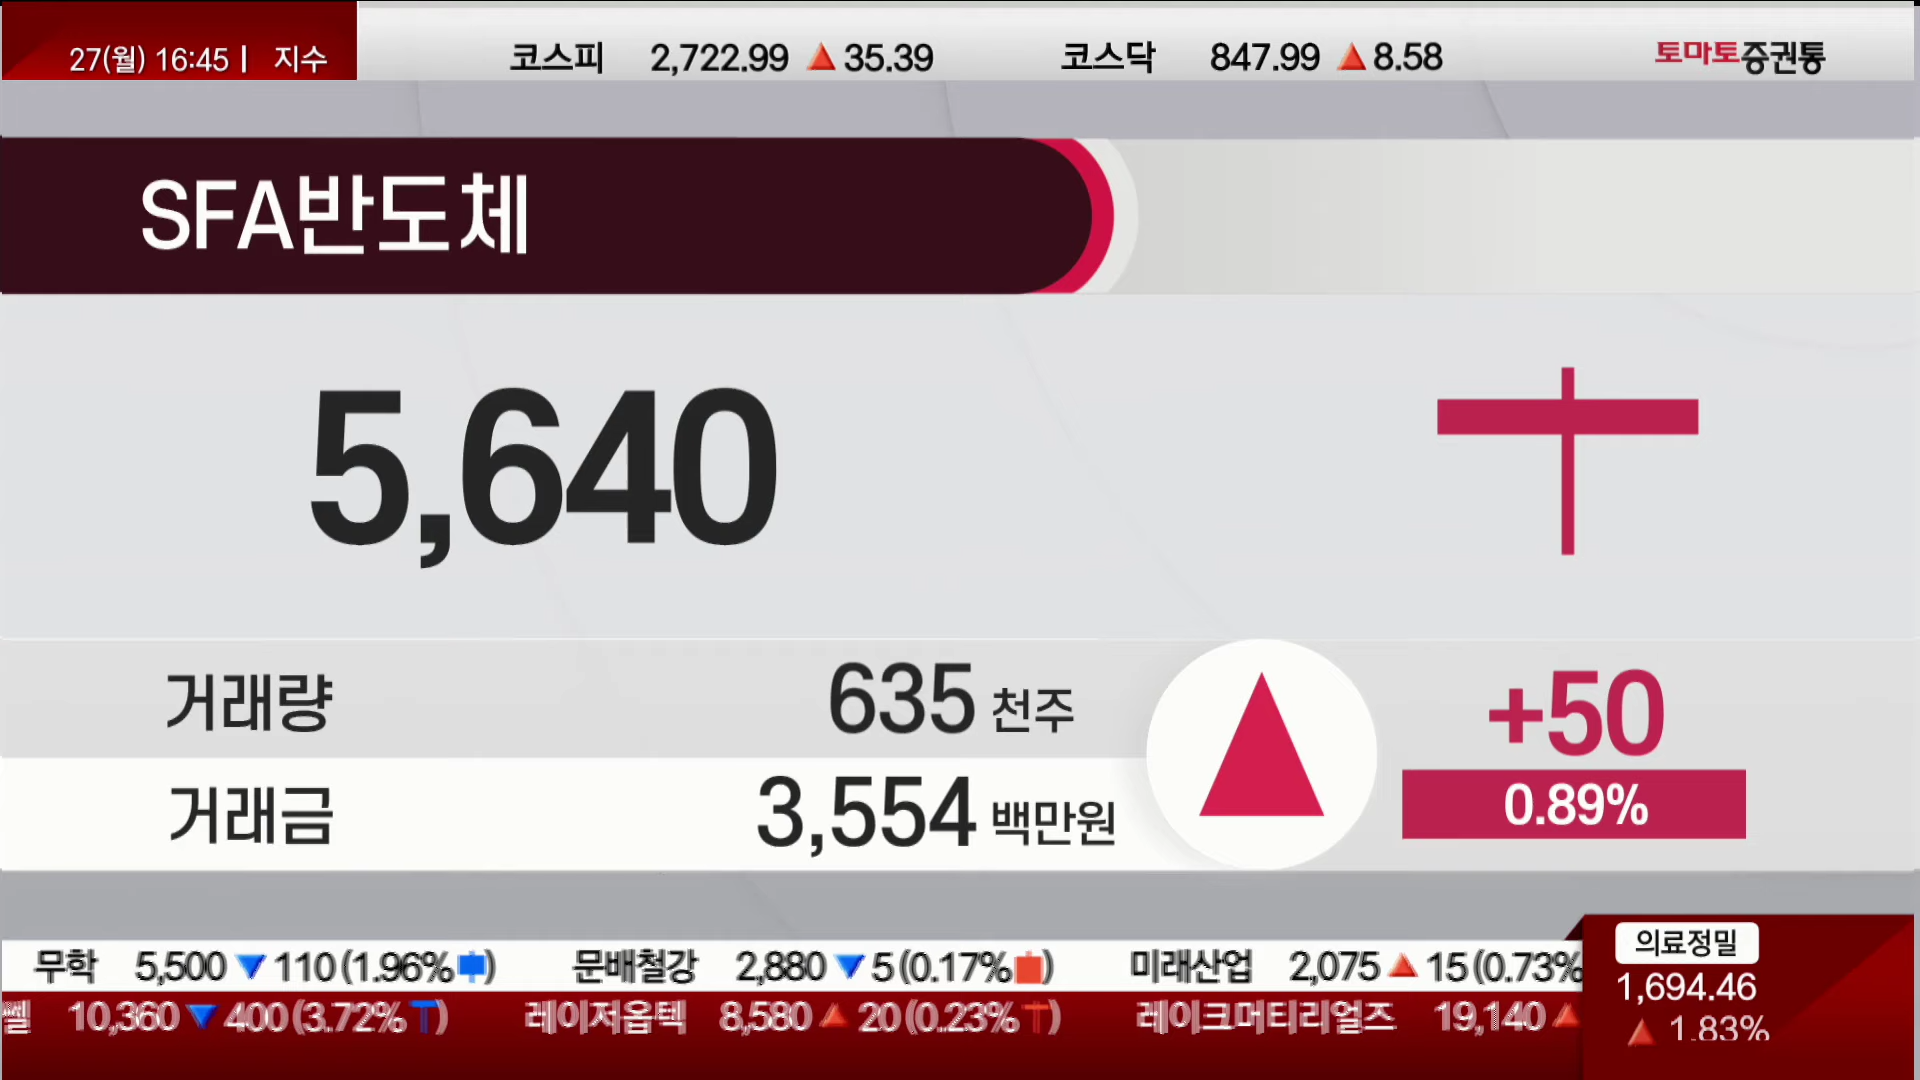 27(월) 16:45 | 지수 코스피 2,722.99 ▲ 35.39 코스닥 847.99 ▲ 8.58 토마토증권통
SFA반도체
5,640
거래량 635 천주
거래금 3,554 백만원
+50
0.89%
무학 5,500 ▼ 110 (1.96% ) 문배철강 2,880 ▼ 5 (0.17% ) 미래산업 2,075 ▲ 15 (0.73%
10,360 ▼ 400 (3.72% ) 레이저옵텍 8,580 ▲ 20 (0.23% ) 레이크머티리얼즈 19,140 ▲
의료정밀
1,694.46
▲ 1.83%